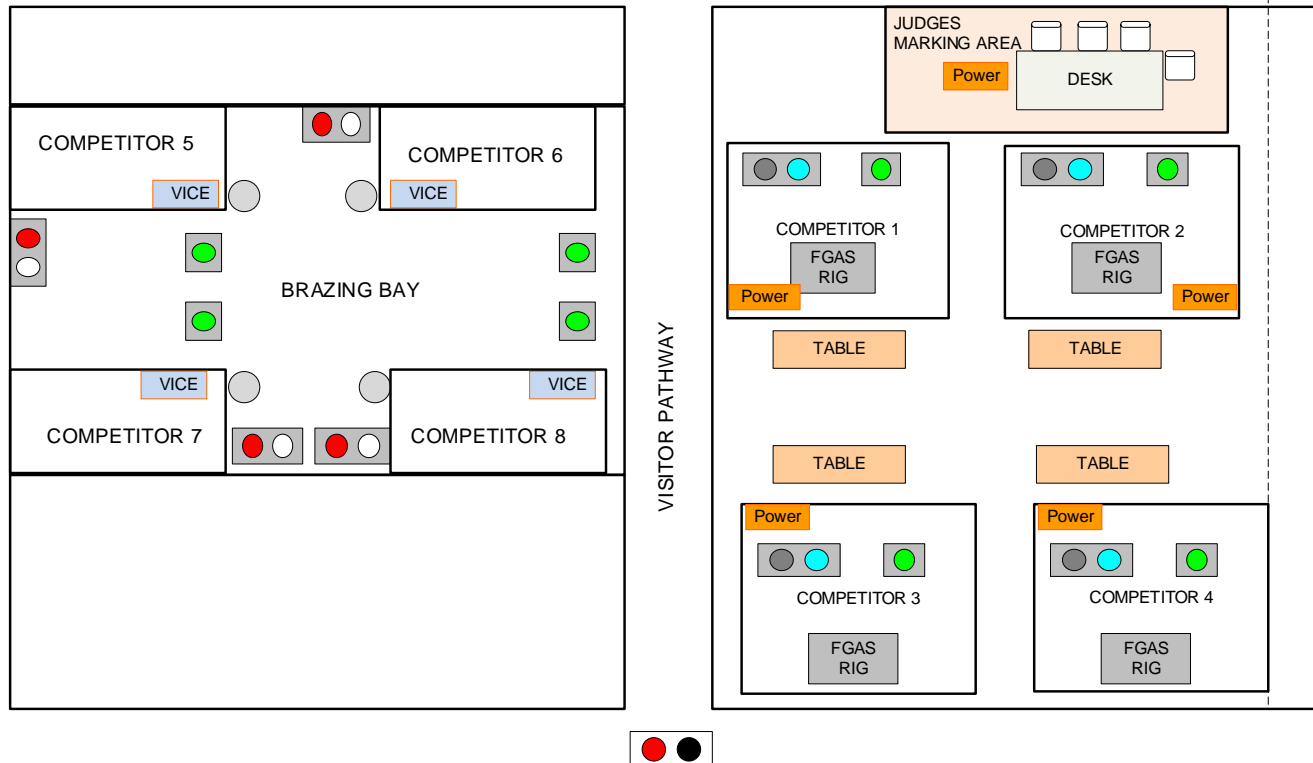 COMPETITOR 5
VICE
COMPETITOR 6
VICE
BRAZING BAY
VICE
COMPETITOR 7
VICE
COMPETITOR 8
VISITOR PATHWAY
JUDGES
MARKING AREA
Power
DESK
COMPETITOR 1
FGAS
RIG
Power
COMPETITOR 2
FGAS
RIG
Power
TABLE
TABLE
TABLE
TABLE
Power
COMPETITOR 3
FGAS
RIG
Power
COMPETITOR 4
FGAS
RIG